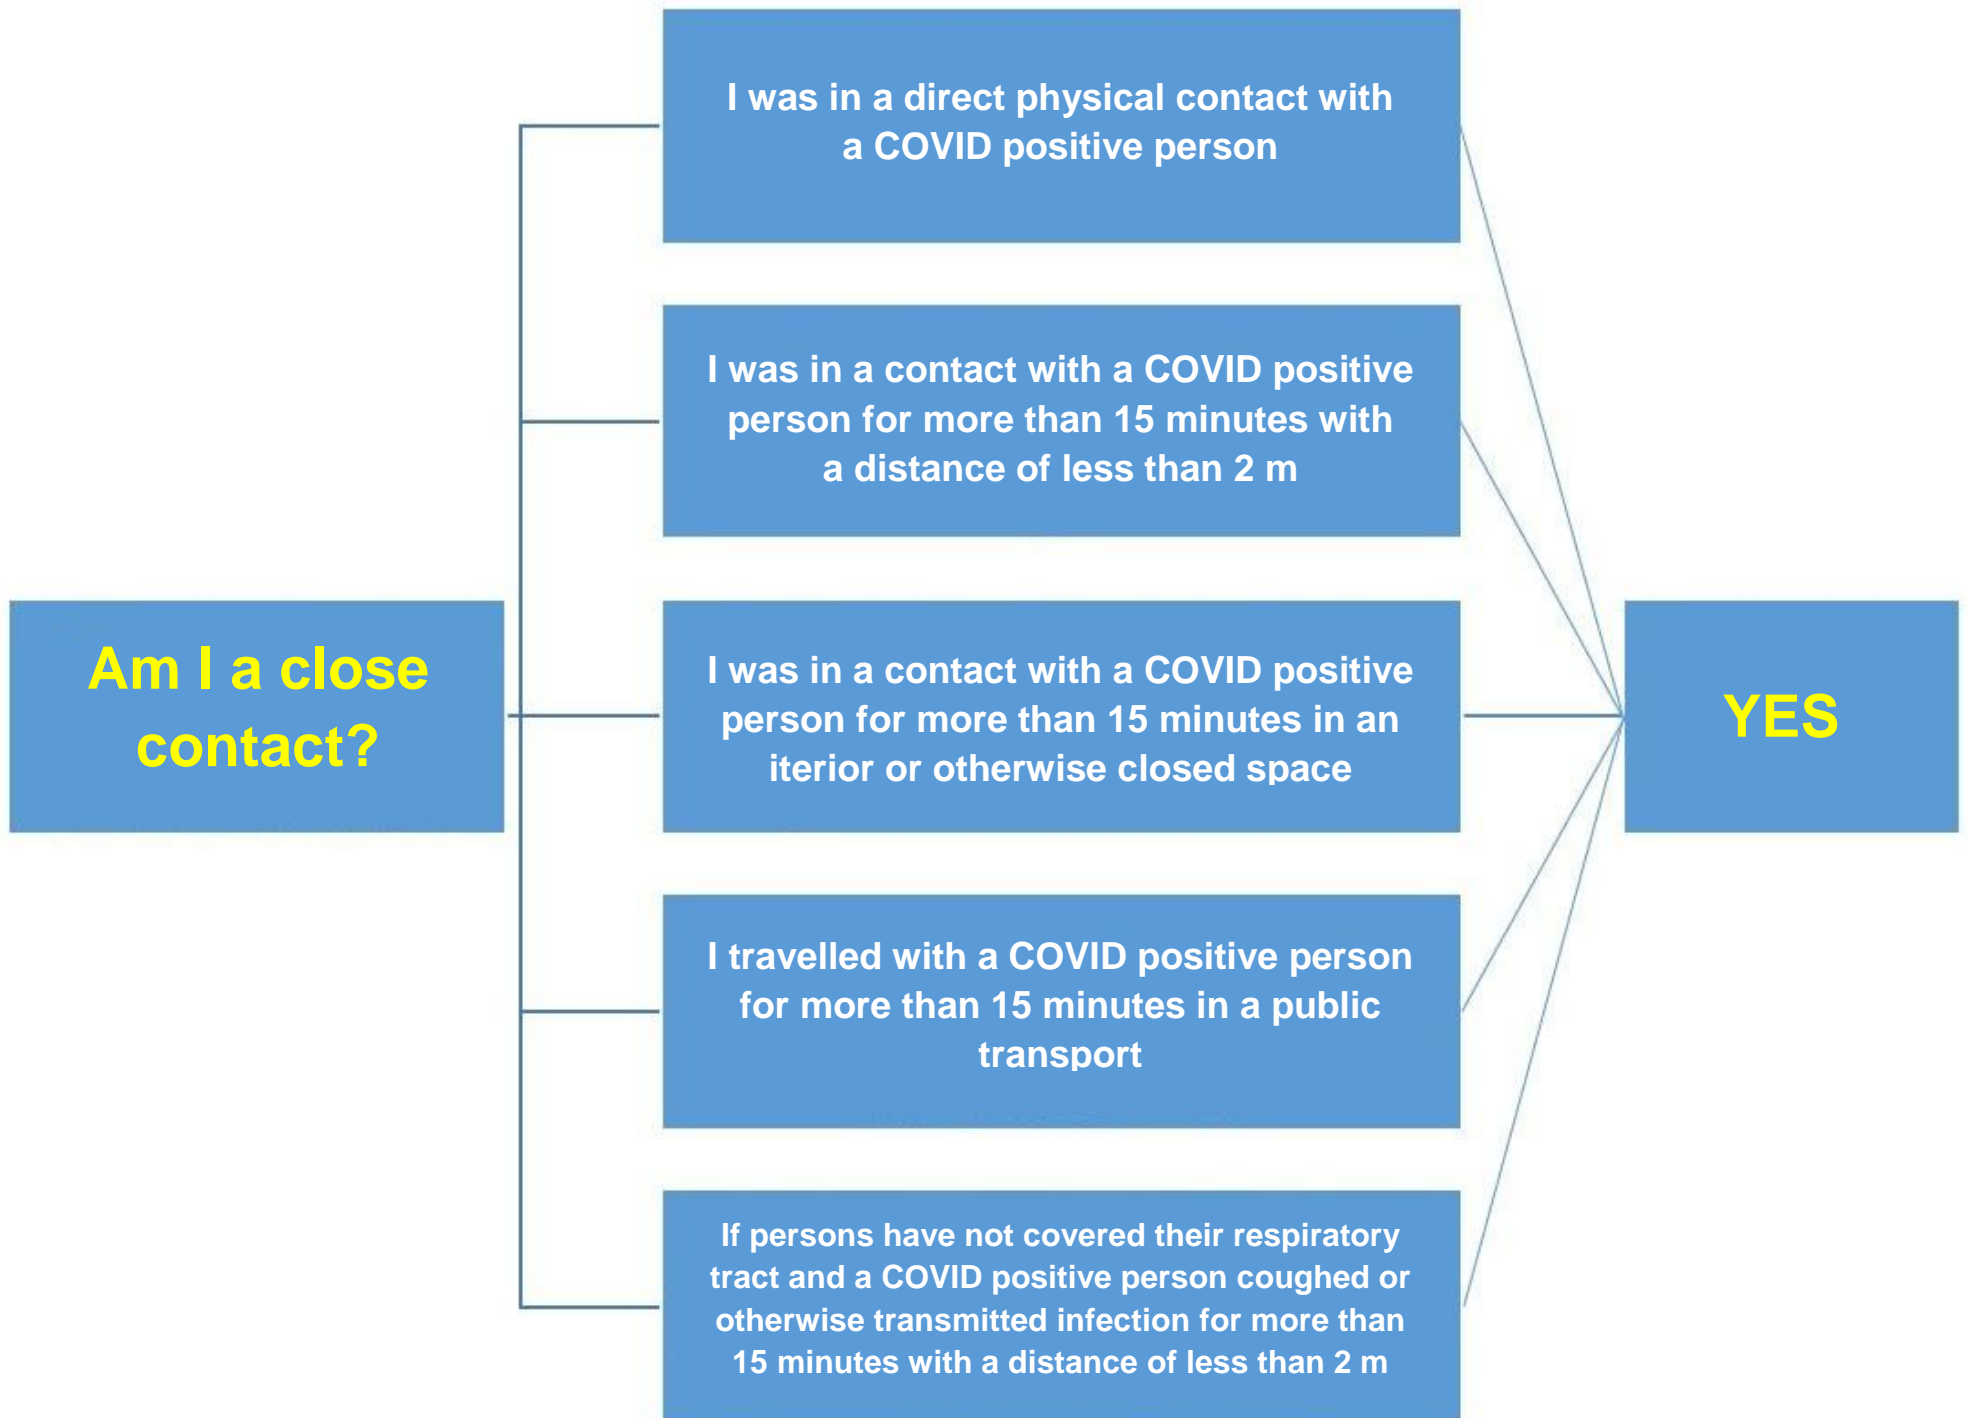 I was in a direct physical contact with
a COVID positive person
I was in a contact with a COVID positive
person for more than 15 minutes with
a distance of less than 2 m
Am I a close
contact?
I was in a contact with a COVID positive
person for more than 15 minutes in an
iterior or otherwise closed space
YES
I travelled with a COVID positive person
for more than 15 minutes in a public
transport
If persons have not covered their respiratory
tract and a COVID positive person coughed or
otherwise transmitted infection for more than
15 minutes with a distance of less than 2 m